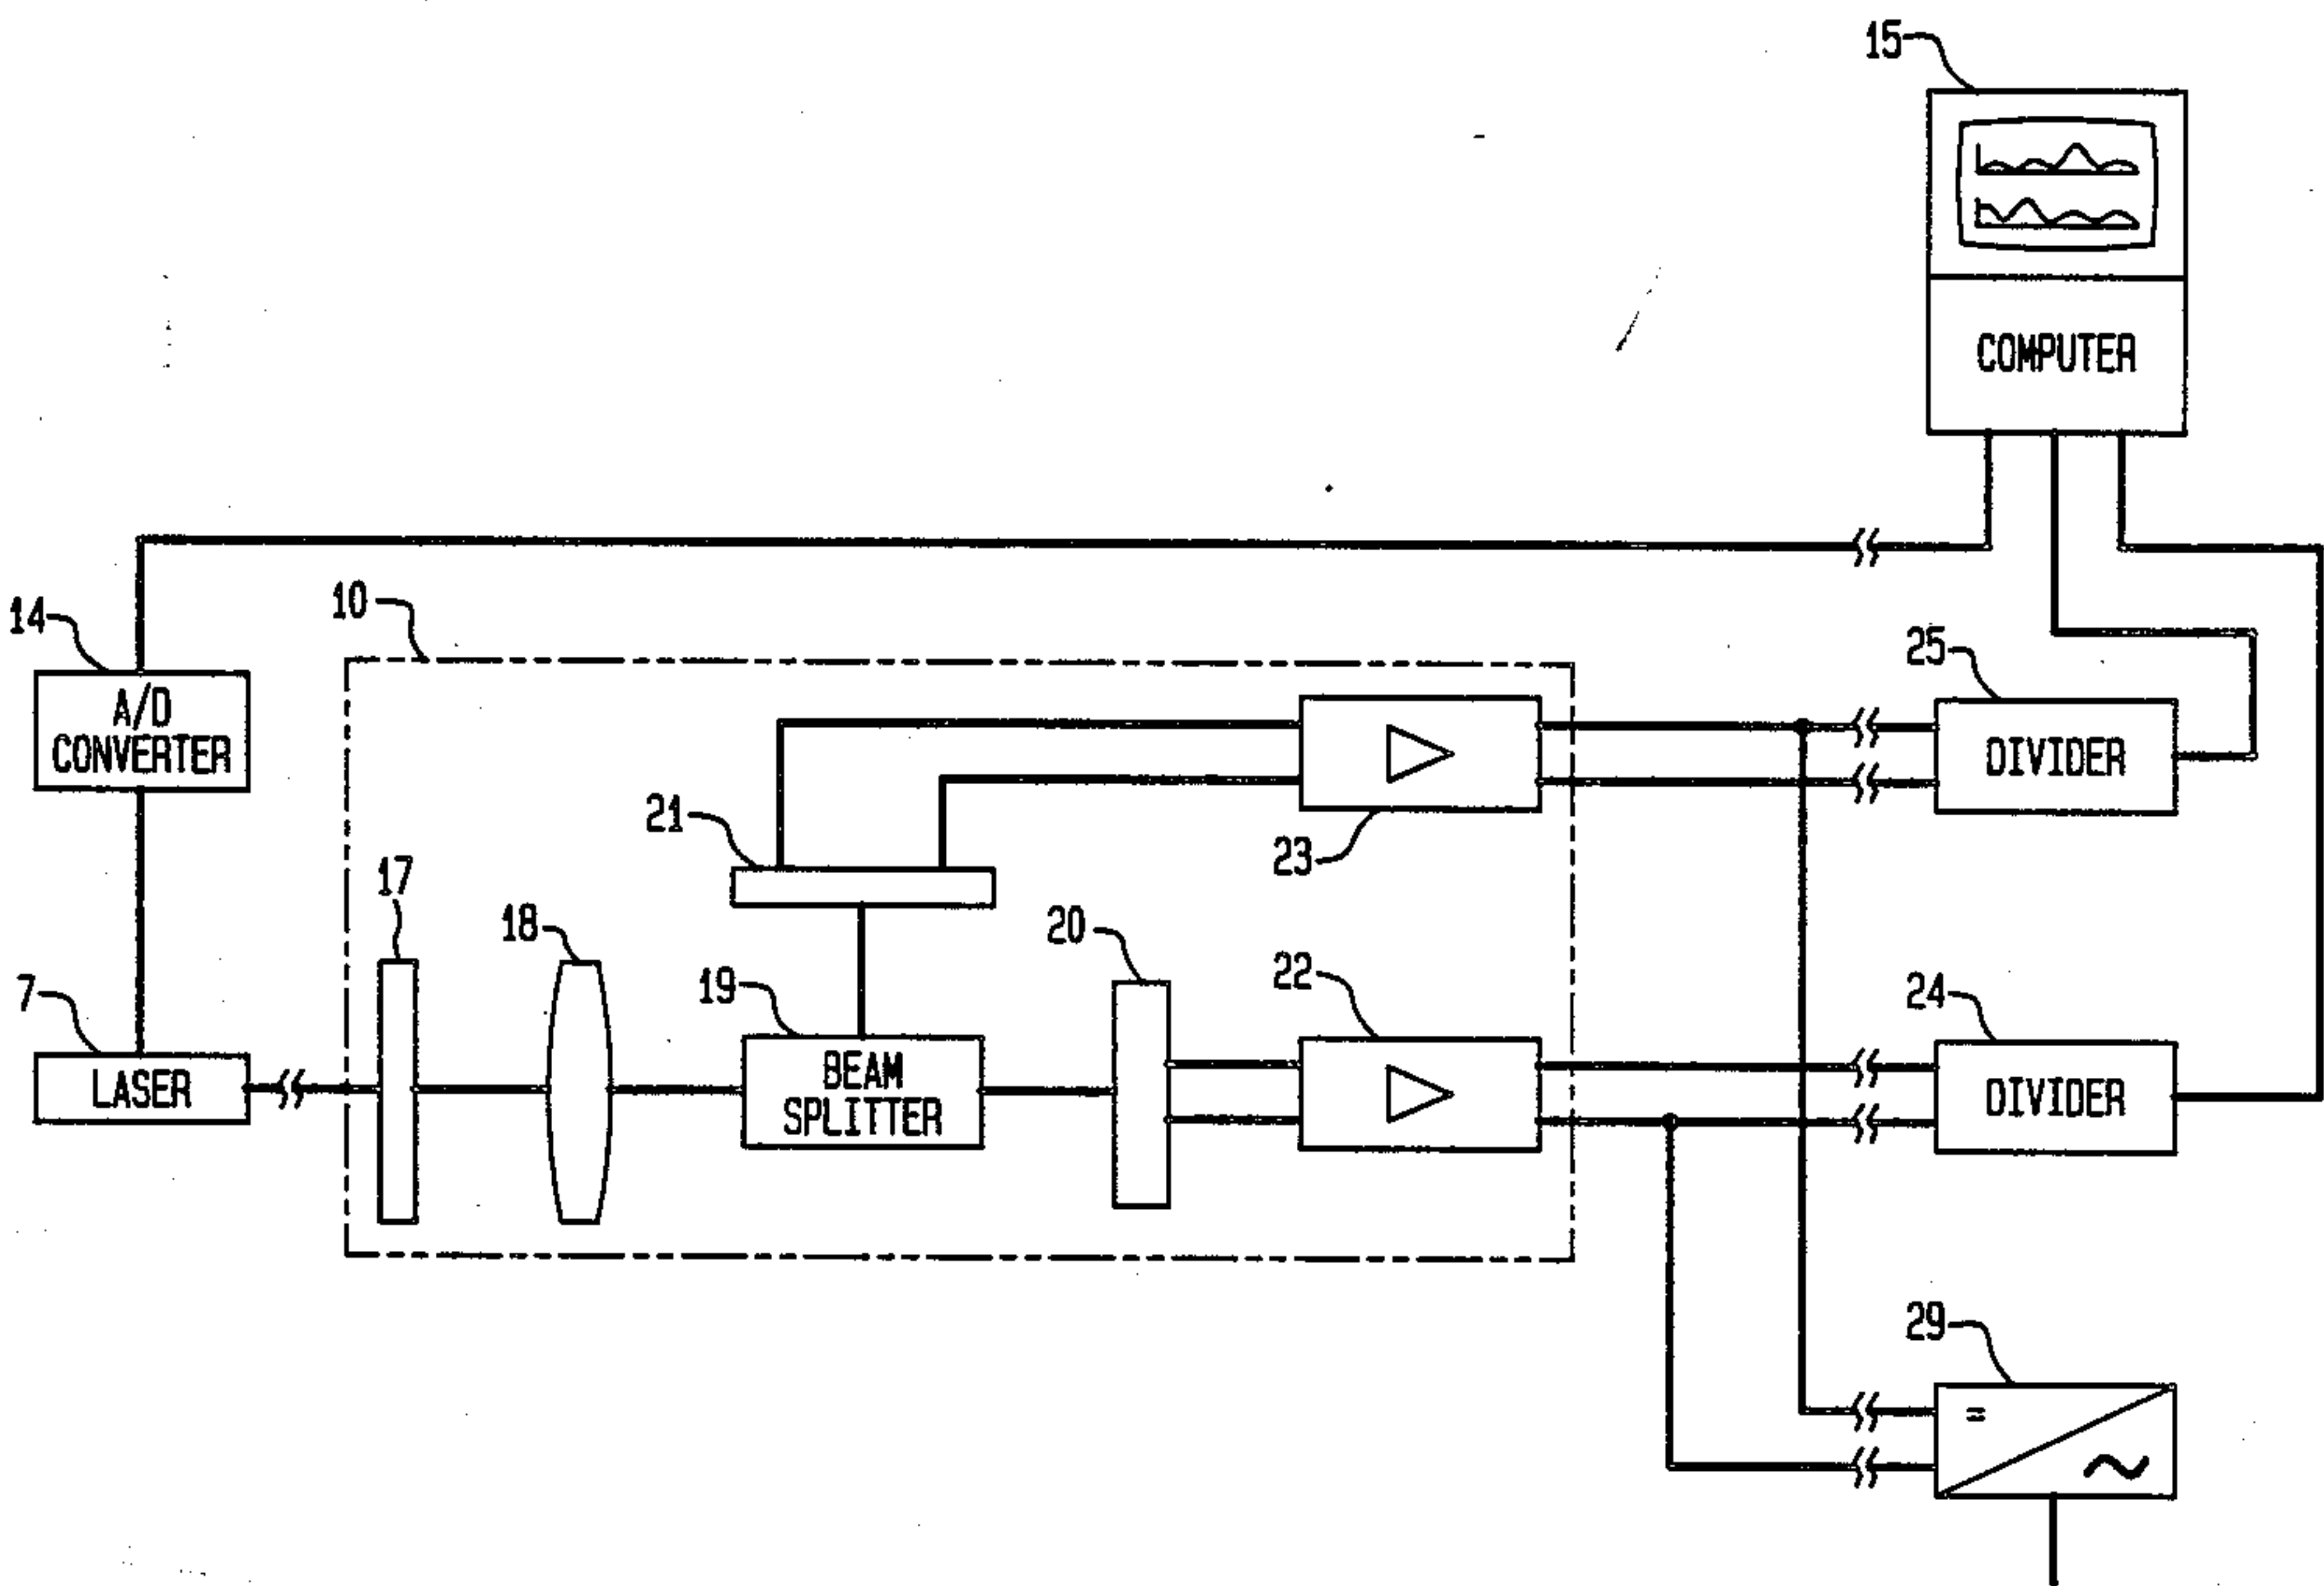 15
COMPUTER
10
14
A/D
CONVERTER
25
DIVIDER
21
23
17
18
20
7
19
22
24
LASER
BEAM
SPLITTER
DIVIDER
29
=
~